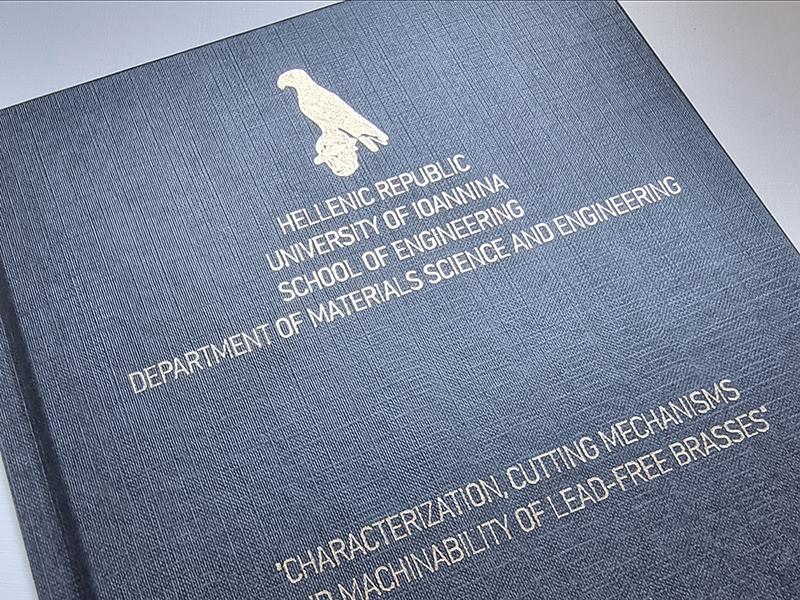 HELLENIC REPUBLIC
UNIVERSITY OF IOANNINA
SCHOOL OF ENGINEERING
DEPARTMENT OF MATERIALS SCIENCE AND ENGINEERING
"CHARACTERIZATION, CUTTING MECHANISMS
MACHINABILITY OF LEAD-FREE BRASSES"